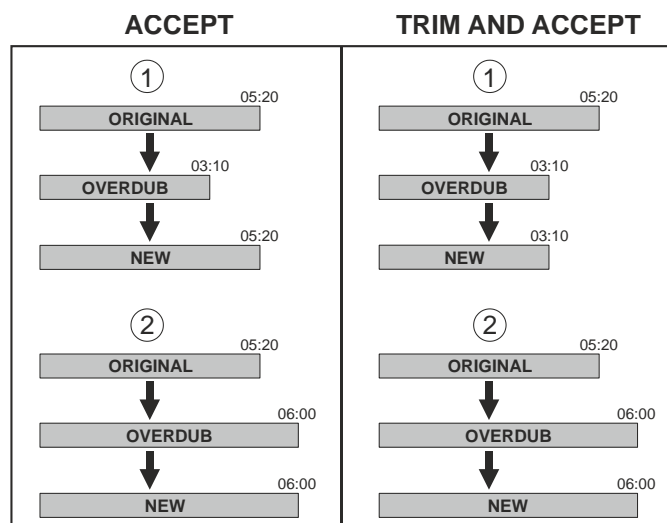 ACCEPT
1
05:20
ORIGINAL
03:10
OVERDUB
05:20
NEW
2
05:20
ORIGINAL
06:00
OVERDUB
06:00
NEW
TRIM AND ACCEPT
1
05:20
ORIGINAL
03:10
OVERDUB
03:10
NEW
2
05:20
ORIGINAL
06:00
OVERDUB
06:00
NEW